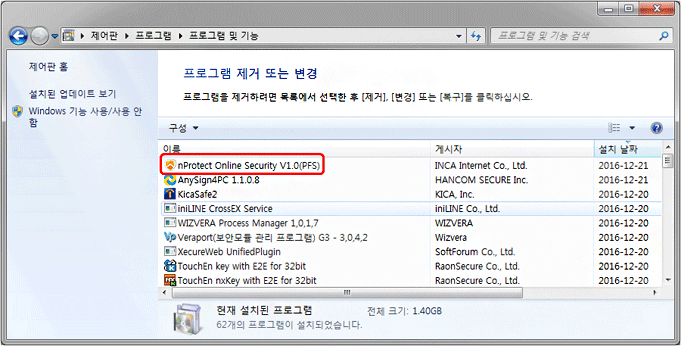 제어판 ▸ 프로그램 ▸ 프로그램 및 기능
프로그램 및 기능 검색
제어판 홈
설치된 업데이트 보기
Windows 기능 사용/사용 안
함
프로그램 제거 또는 변경
프로그램을 제거하려면 목록에서 선택한 후 [제거], [변경] 또는 [복구]를 클릭하십시오.
구성
이름 게시자 설치 날짜
nProtect Online Security V1.0(PFS) INCA Internet Co., Ltd. 2016-12-21
AnySign4PC 1.1.0.8 HANCOM SECURE Inc. 2016-12-21
KicaSafe2 KICA, Inc. 2016-12-20
iniLINE CrossEX Service iniLINE Co., Ltd. 2016-12-20
WIZVERA Process Manager 1,0,1,7 WIZVERA 2016-12-20
Veraport(보안모듈 관리 프로그램) G3 - 3,0,4,2 Wizvera 2016-12-20
XecureWeb UnifiedPlugin SoftForum Co., Ltd. 2016-12-20
TouchEn key with E2E for 32bit RaonSecure Co., Ltd. 2016-12-20
TouchEn nxKey with E2E for 32bit RaonSecure Co., Ltd. 2016-12-20
현재 설치된 프로그램 전체 크기: 1.40GB
62개의 프로그램이 설치되었습니다.